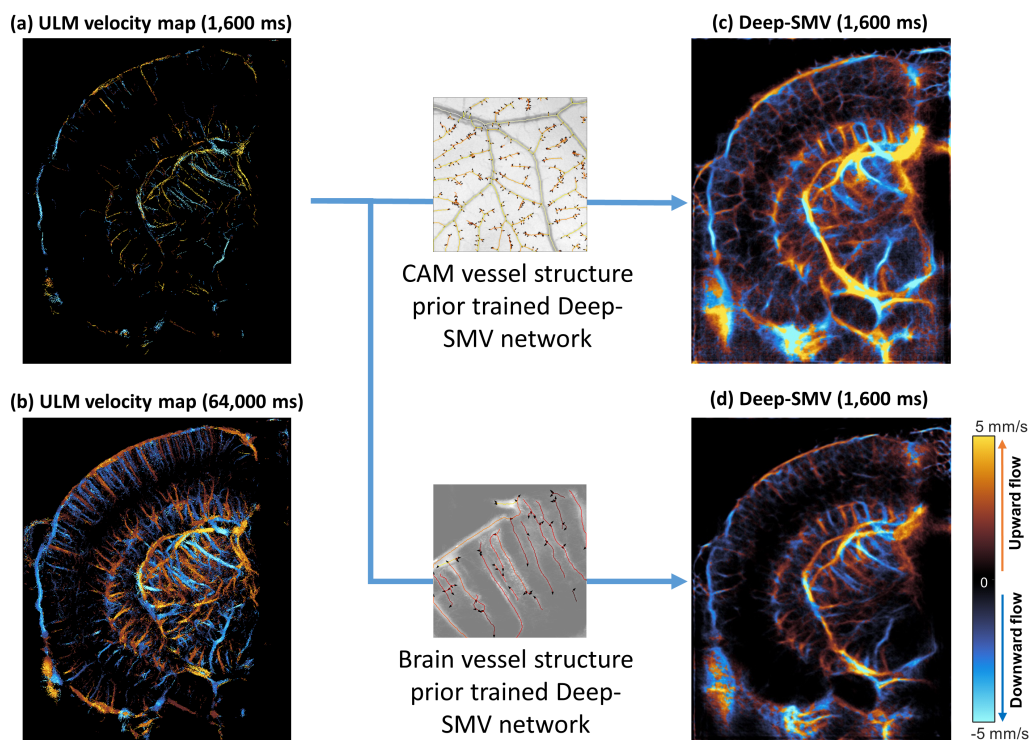 (a) ULM velocity map (1,600 ms)
(c) Deep-SMV (1,600 ms)
CAM vessel structure
prior trained Deep-
SMV network
(b) ULM velocity map (64,000 ms)
(d) Deep-SMV (1,600 ms)
5 mm/s
Upward flow
0
Downward flow
-5 mm/s
Brain vessel structure
prior trained Deep-
SMV network